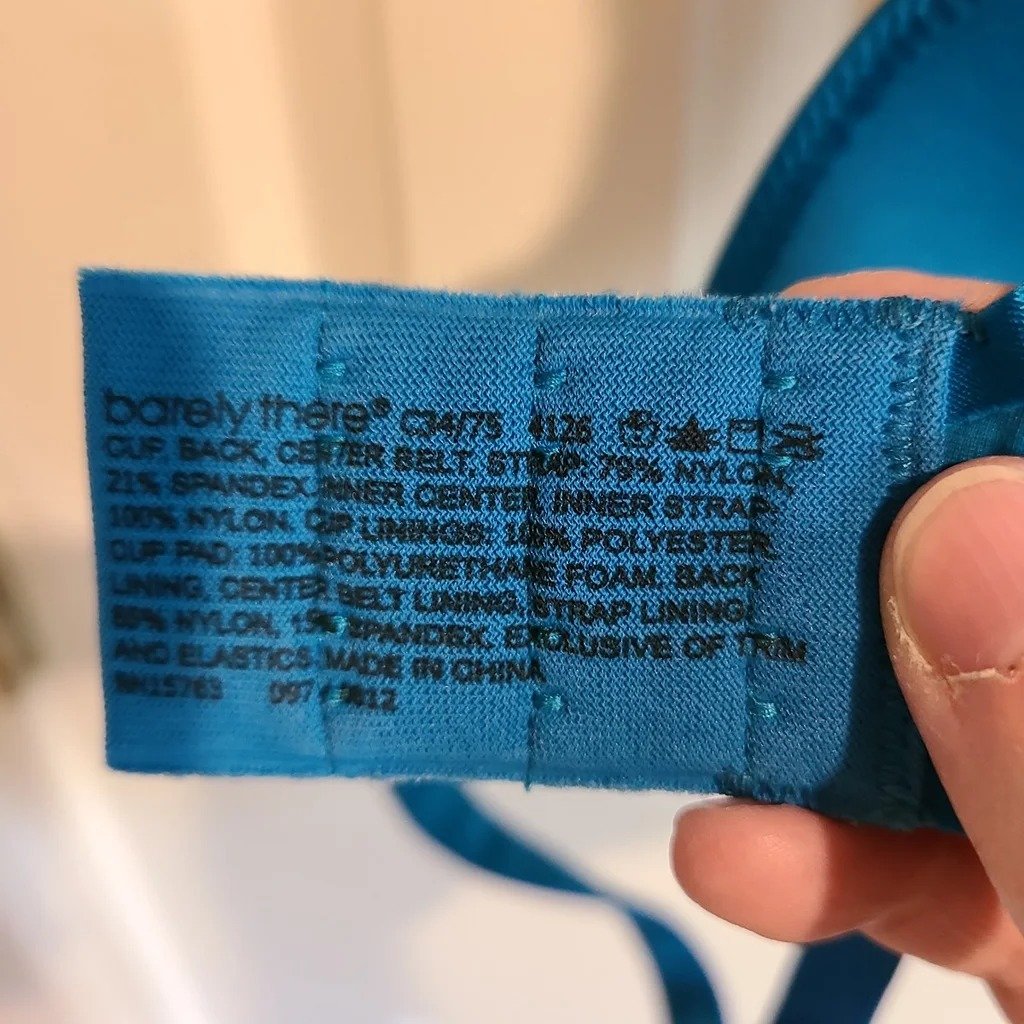 barely there® C34/75 4126
CUP, BACK, CENTER BELT, STRAP: 79% NYLON,
21% SPANDEX INNER CENTER, INNER STRAP:
100% NYLON. CUP LININGS: 100% POLYESTER.
CUP PAD: 100% POLYURETHANE FOAM. BACK
LINING, CENTER BELT LINING, STRAP LINING:
NYLON, SPANDEX. EXCLUSIVE OF TRIM
AND ELASTICS MADE IN CHINA
RN15763